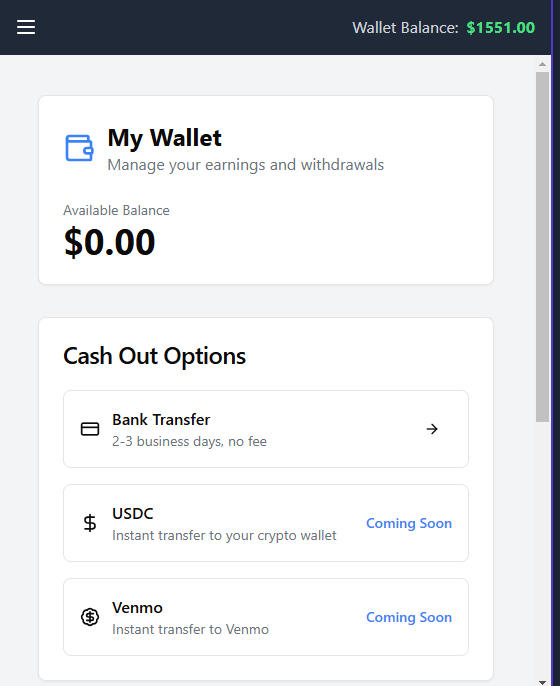 Wallet Balance: $1551.00
My Wallet
Manage your earnings and withdrawals
Available Balance
$0.00
Cash Out Options
Bank Transfer
2-3 business days, no fee
USDC
Instant transfer to your crypto wallet
Coming Soon
Venmo
Instant transfer to Venmo
Coming Soon